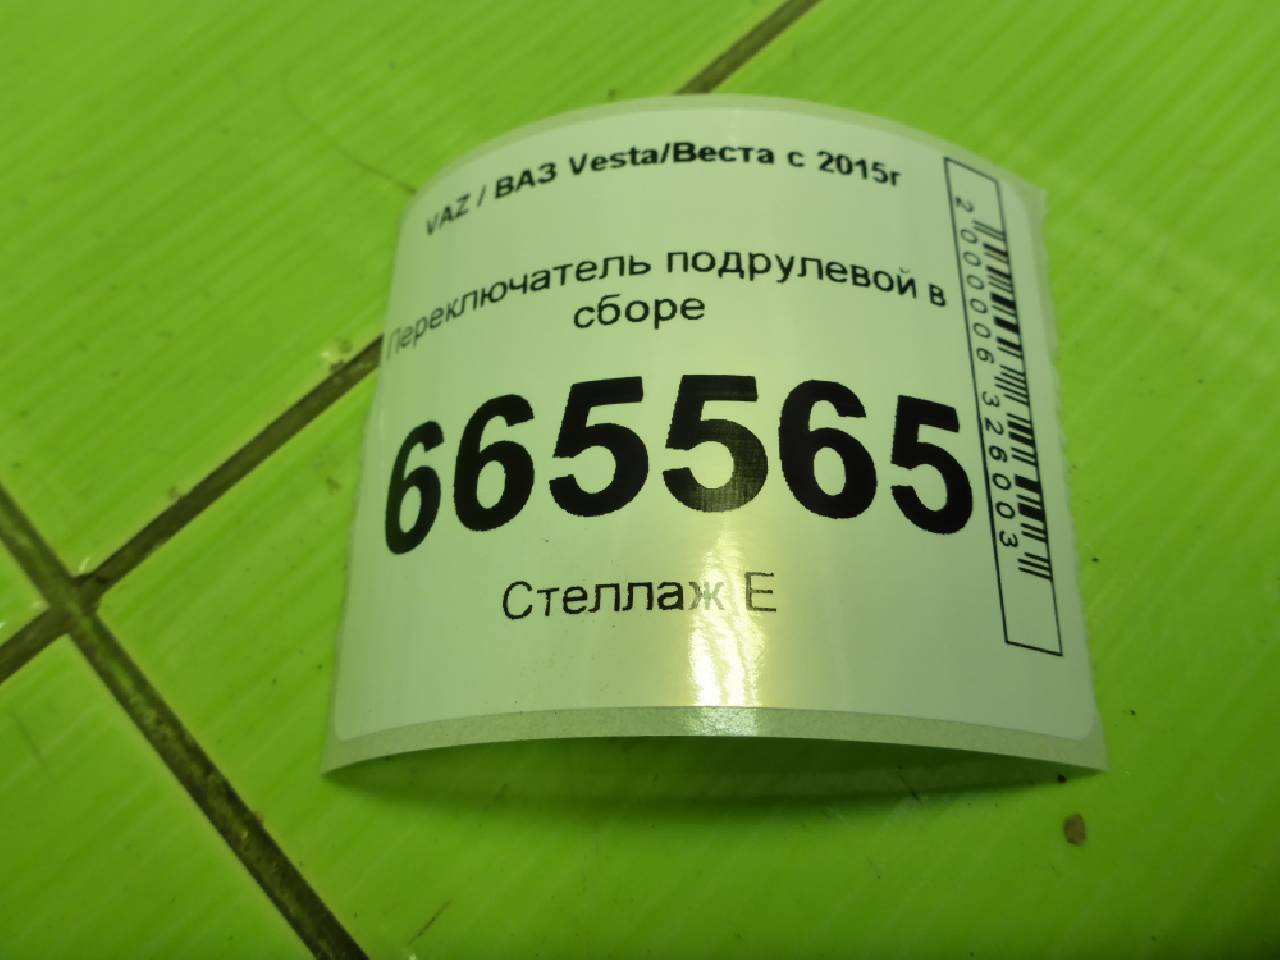 VAZ / ВАЗ Vesta/Веста с 2015г
Переключатель подрулевой в
сборе
665565
Стеллаж Е
2000006326003